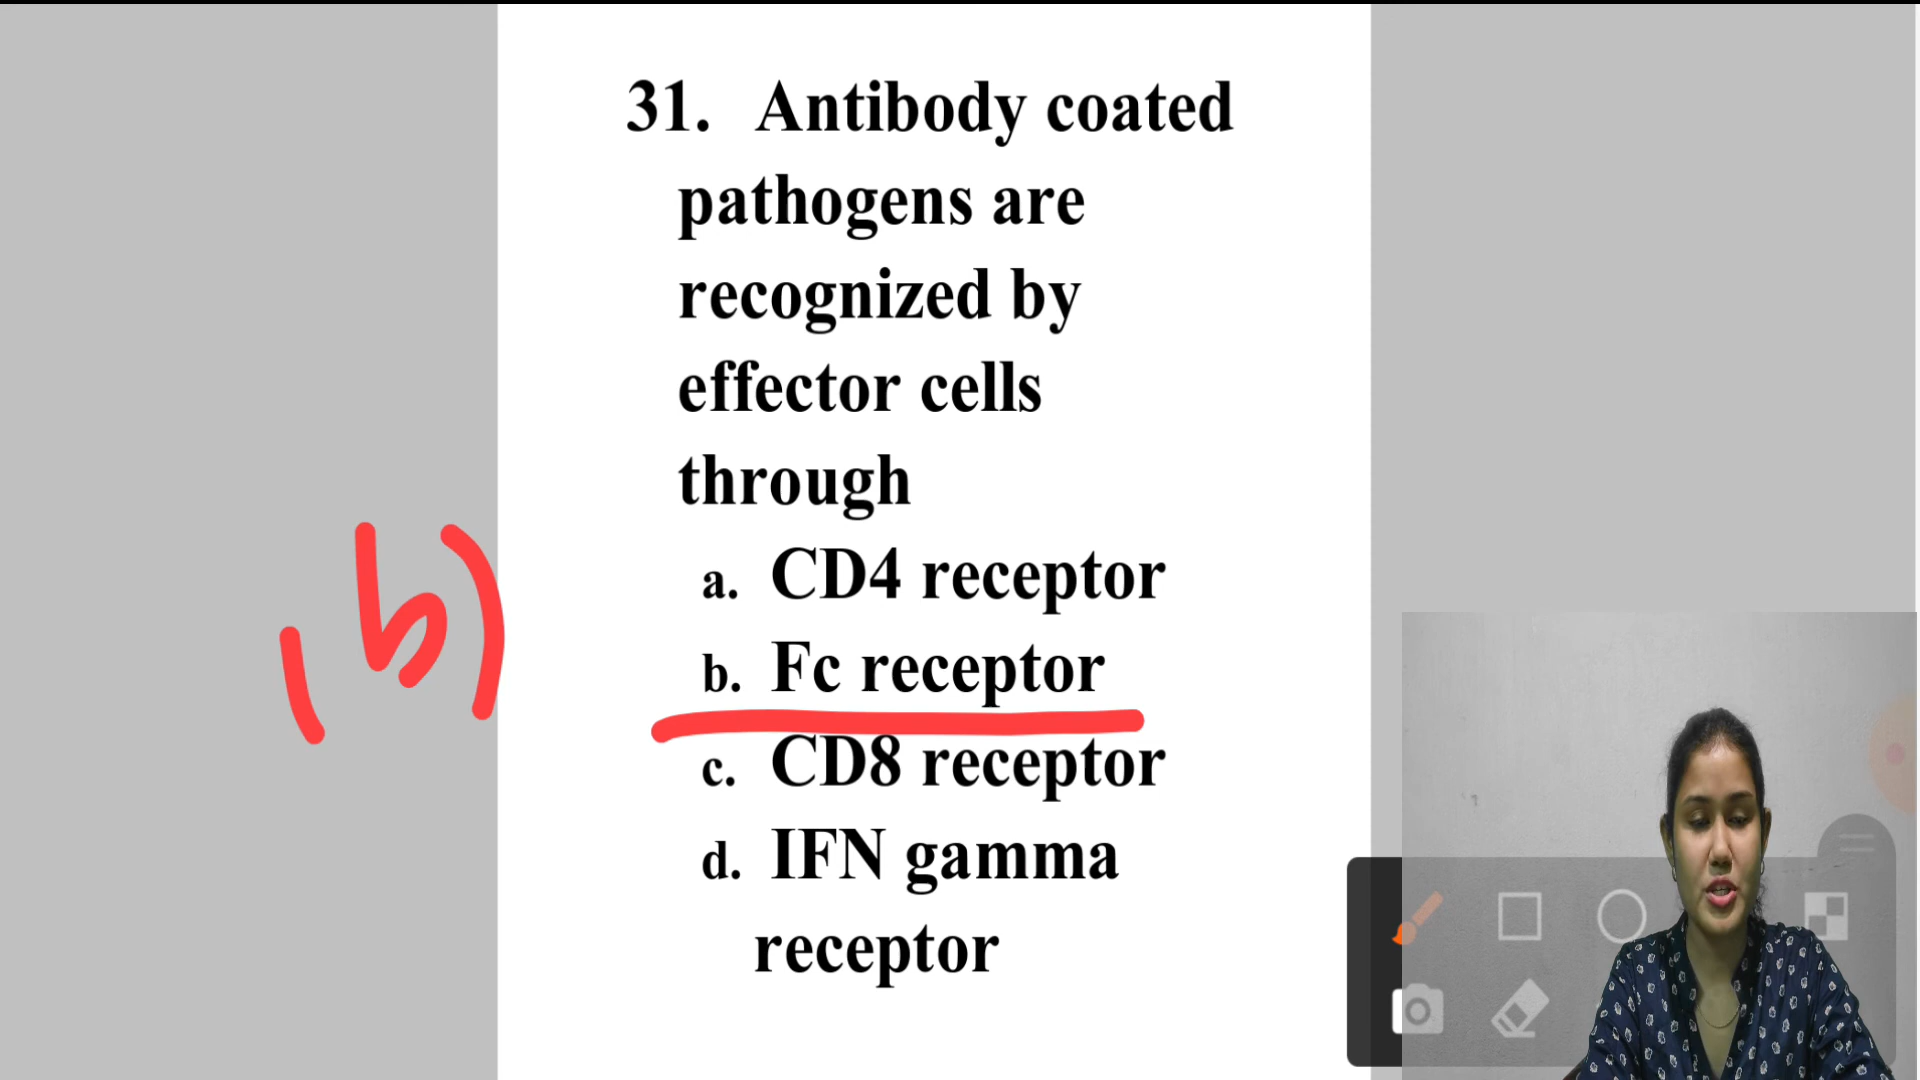 31. Antibody coated
pathogens are
recognized by
effector cells
through
a. CD4 receptor
b. Fc receptor
c. CD8 receptor
d. IFN gamma
receptor
(b)